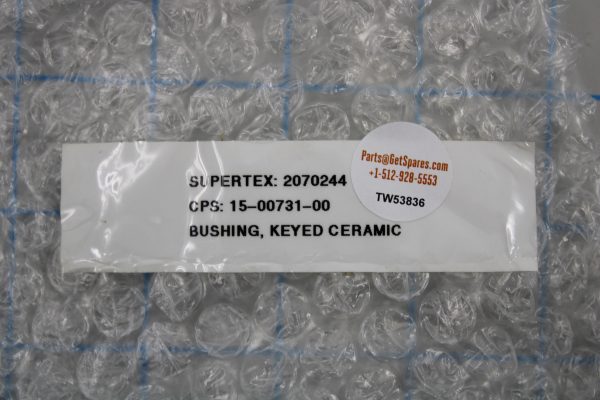 SUPERTEX: 2070244
CPS: 15-00731-00
BUSHING, KEYED CERAMIC
Parts@GetSpares.com
+1-512-928-5553
TW53836